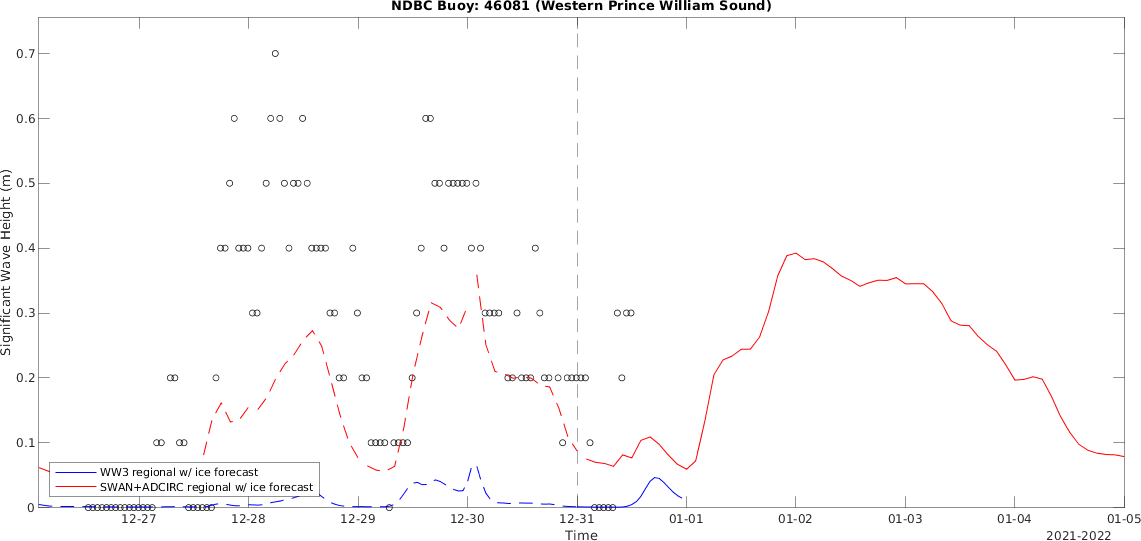 NDBC Buoy: 46081 (Western Prince William Sound)
Significant Wave Height (m)
0.7
0.6
0.5
0.4
0.3
0.2
0.1
0
WW3 regional w/ ice forecast
SWAN+ADCIRC regional w/ ice forecast
12-27 12-28 12-29 12-30 12-31 01-01 01-02 01-03 01-04 01-05
Time
2021-2022